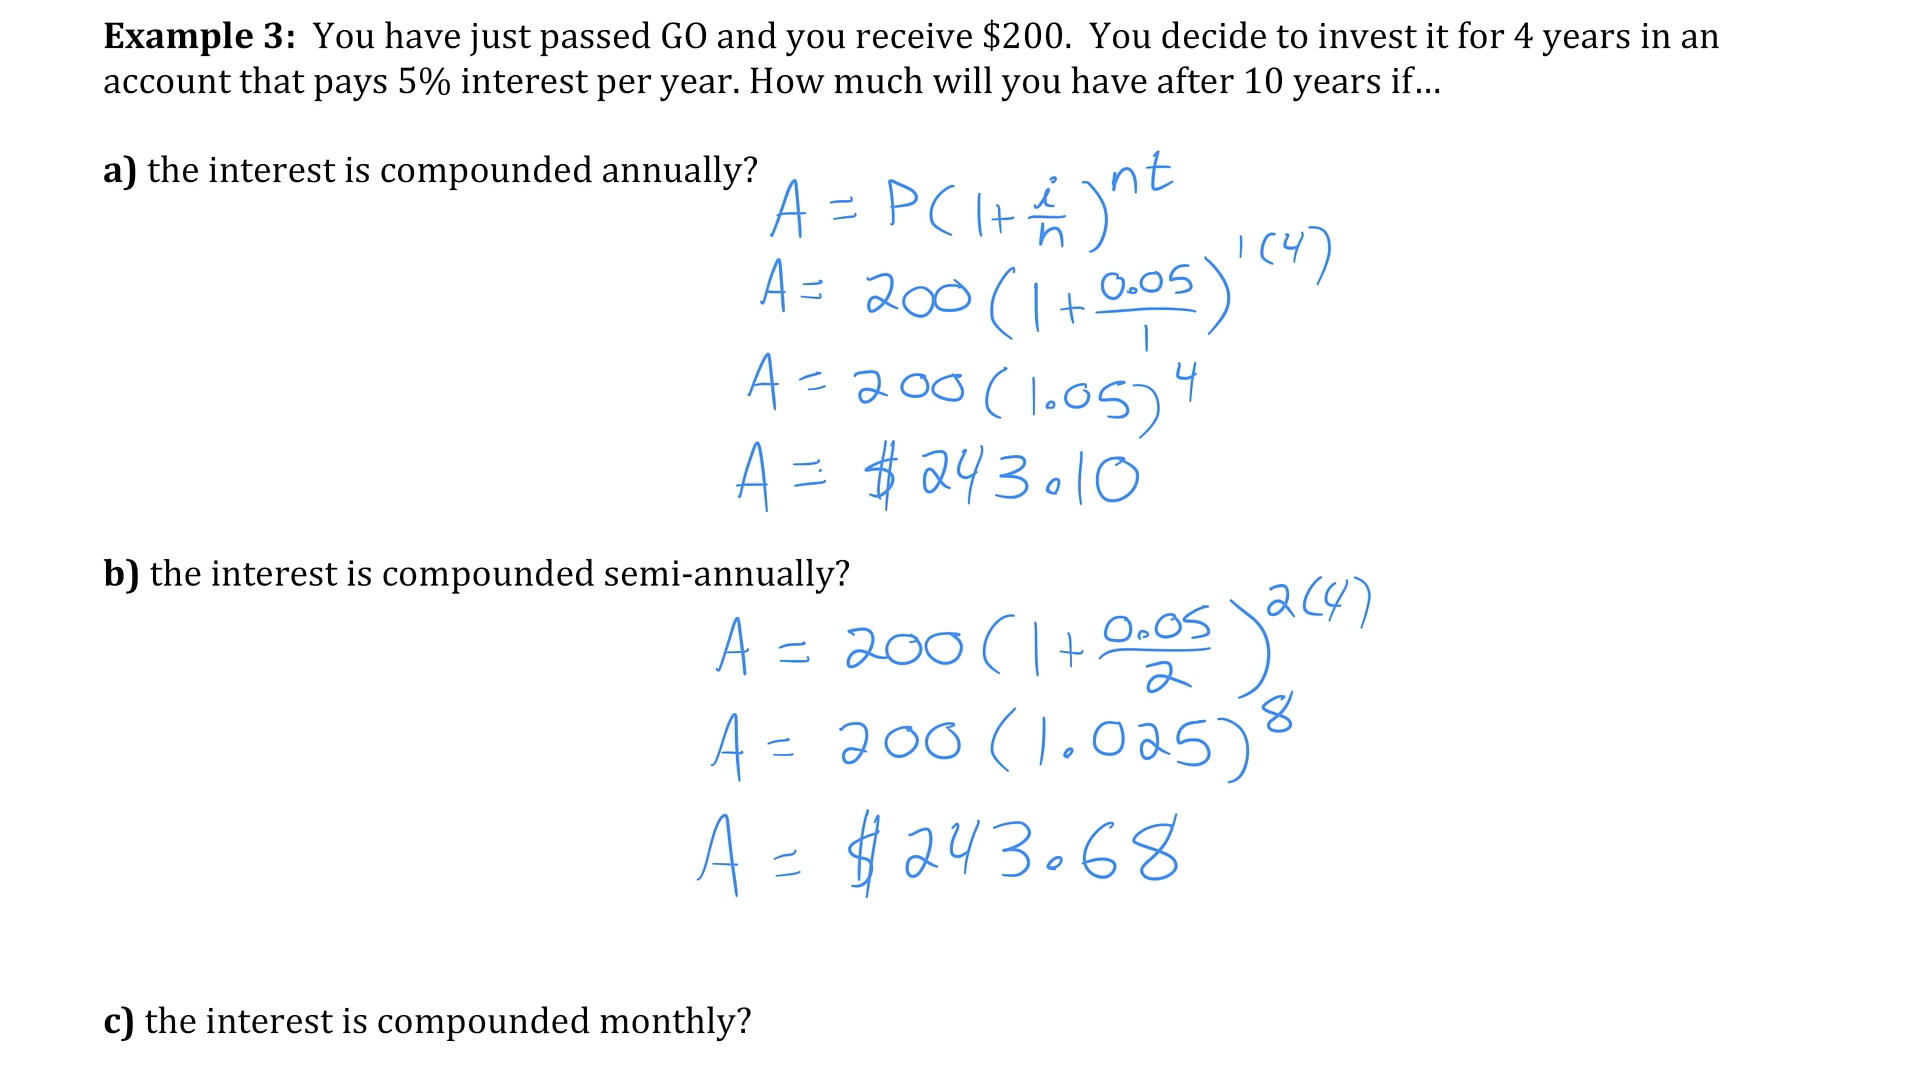 Example 3: You have just passed GO and you receive $200. You decide to invest it for 4 years in an
account that pays 5% interest per year. How much will you have after 10 years if...
a) the interest is compounded annually?
A = P(1+i/n)^nt
A = 200(1+0.05/1)^1(4)
A = 200(1.05)^4
A = $243.10
b) the interest is compounded semi-annually?
A = 200(1+0.05/2)^2(4)
A = 200(1.025)^8
A = $243.68
c) the interest is compounded monthly?